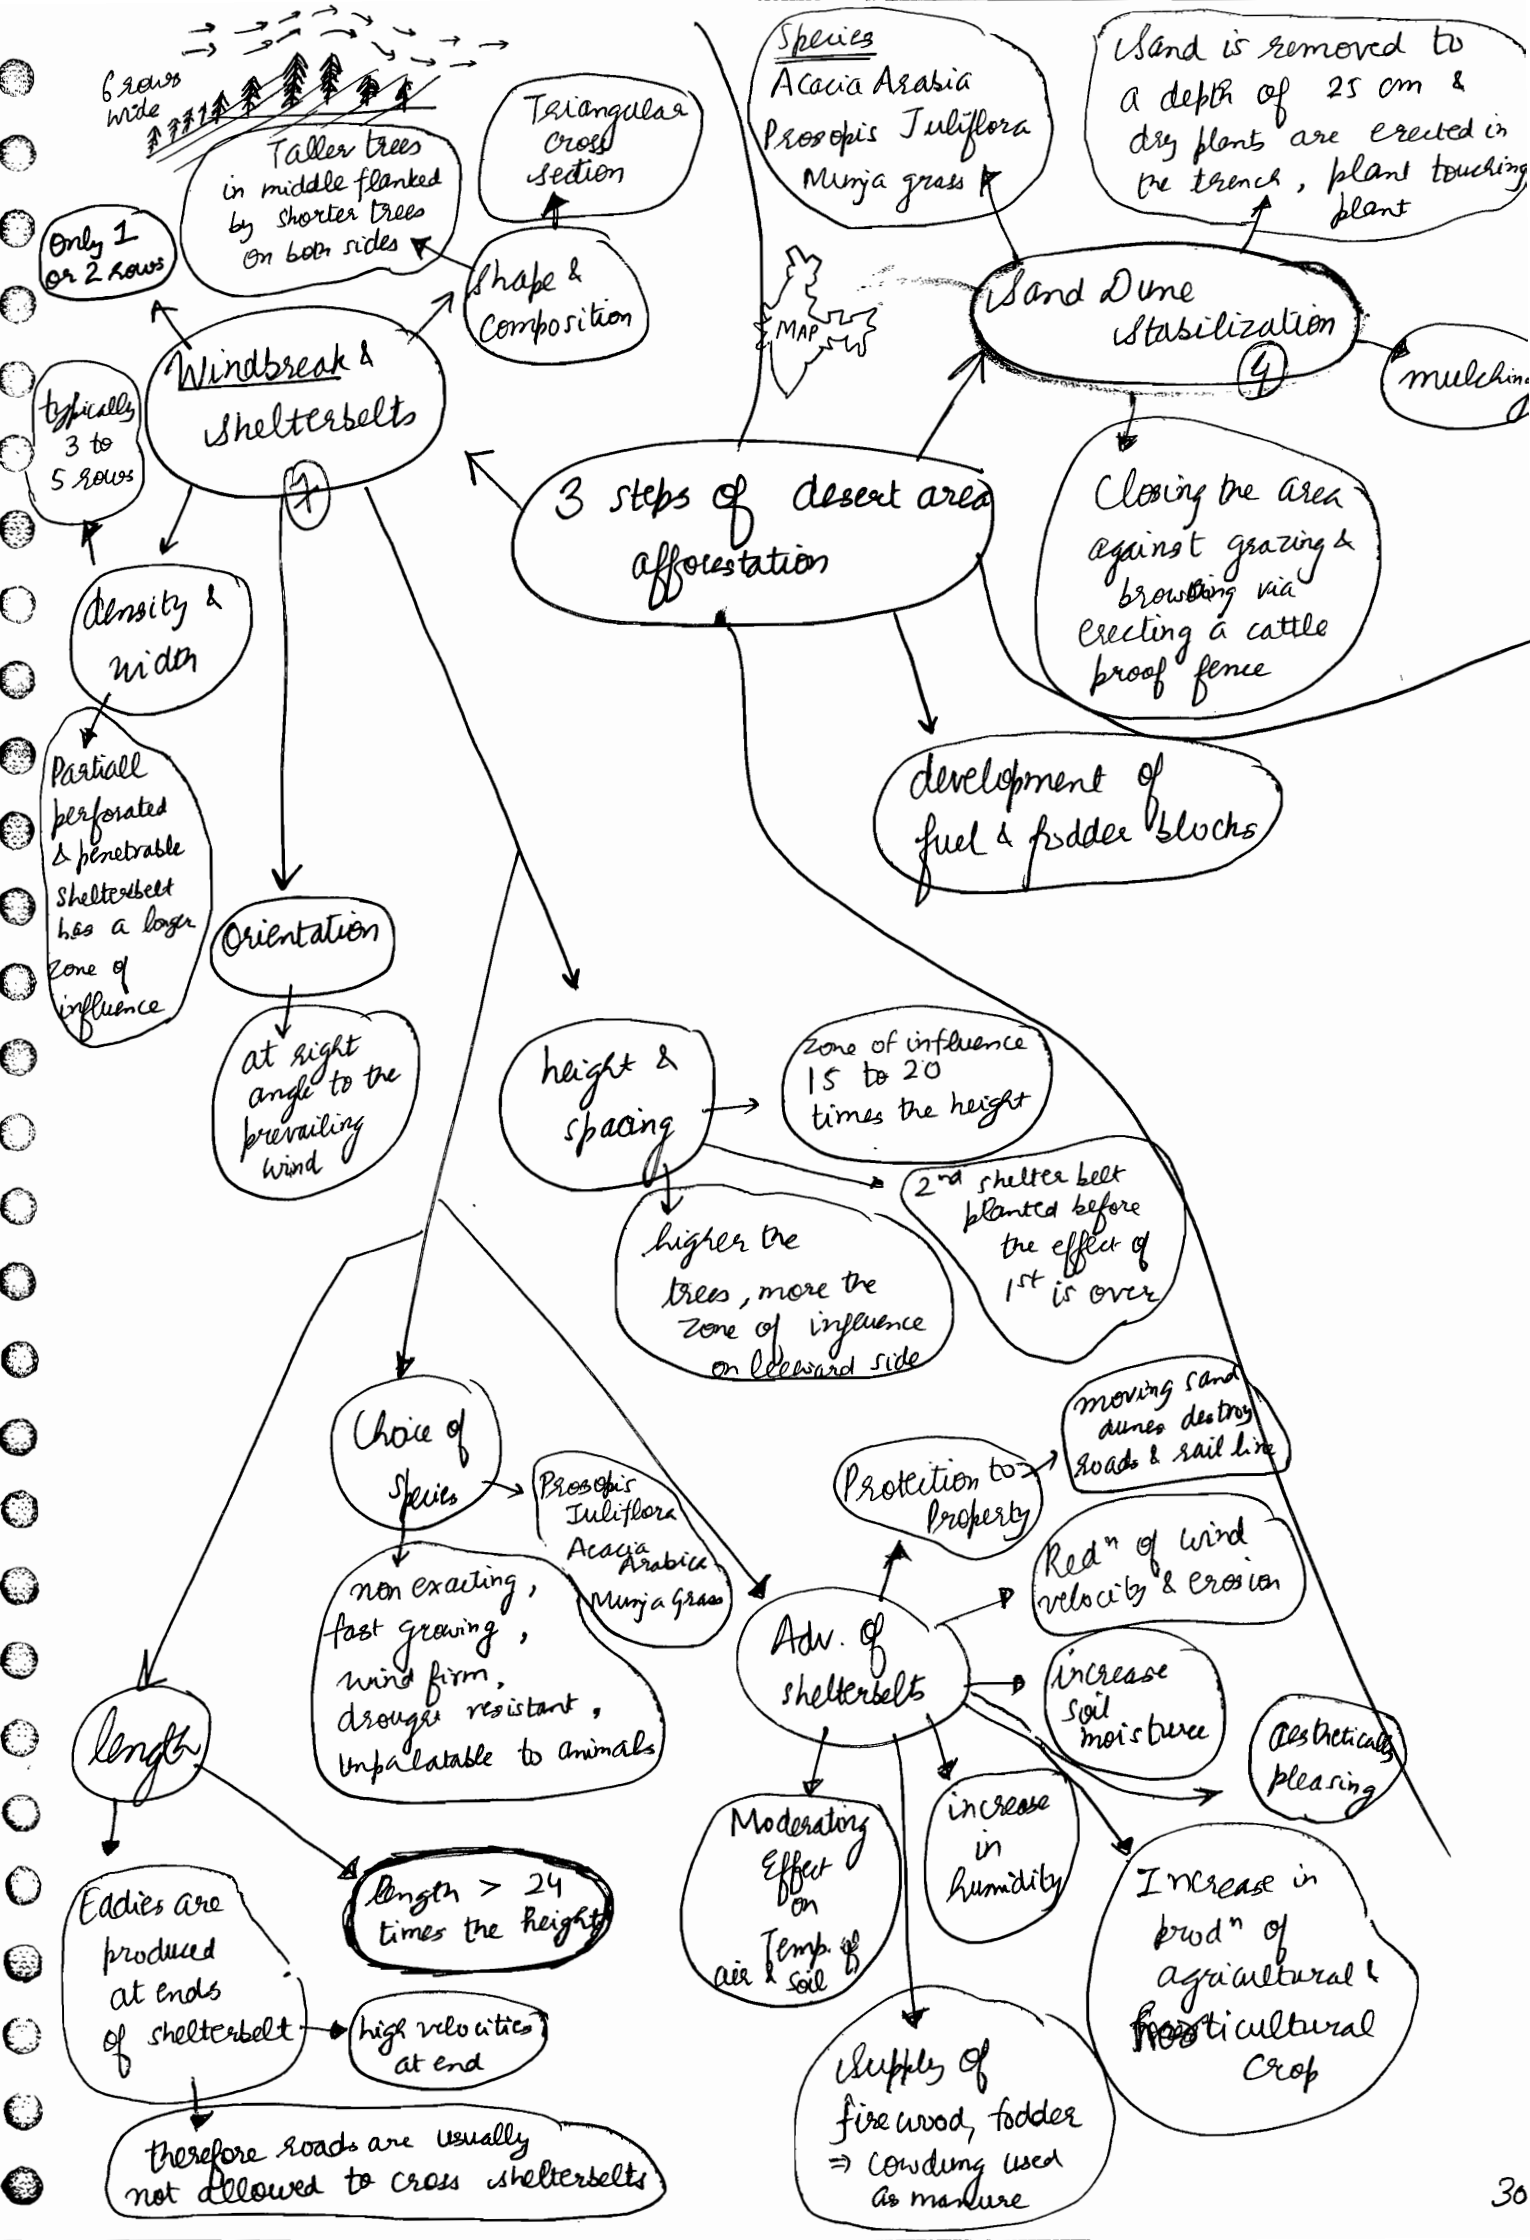 6 rows
wide
Taller trees
in middle flanked
by shorter trees
on both sides
Triangular
cross
section
Only 1
or 2 rows
Shape &
Composition
Windbreak &
Shelterbelts
7
typically
3 to
5 rows
density &
width
Partiall
perforated
& penetrable
shelterbelt
has a longer
zone of
influence
Orientation
at right
angle to the
prevailing
wind
Species
Acacia Arabia
Prosopis Juliflora
Munja grass
Sand is removed to
a depth of 25 cm &
dry plants are erected in
the trench, plant touching
plant
MAP
Sand Dune
Stabilization
4
mulching
3 steps of desert area
afforestation
Closing the area
against grazing &
browsing via
erecting a cattle
proof fence
development of
fuel & fodder blocks
height &
spacing
zone of influence
15 to 20
times the height
2nd shelter belt
planted before
the effect of
1st is over
higher the
trees, more the
zone of influence
on leeward side
Choice of
Species
Prosopis
Juliflora
Acacia
Arabica
Munja Grass
non exacting,
fast growing,
wind firm,
drought resistant,
unpalatable to animals
length
length > 24
times the height
Eddies are
produced
at ends
of shelterbelt
high velocities
at end
therefore roads are usually
not allowed to cross shelterbelts
Adv. of
shelterbelts
Protection to
Property
moving sand
dunes destroy
roads & rail line
Redn of wind
velocity & erosion
increase
soil
moisture
aesthetically
pleasing
Increase in
prodn of
agricultural &
horticultural
crop
increase
in
humidity
Moderating
Effect
on
Temp. of
air & soil
Supply of
firewood, fodder
⇒ cowdung used
as manure
30